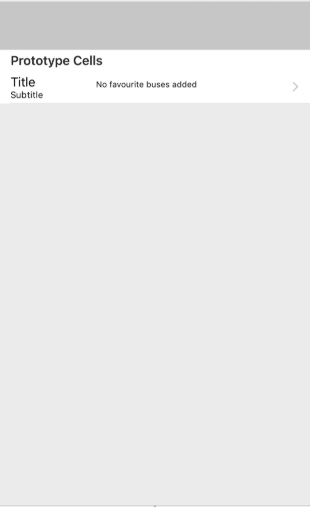 Prototype Cells
Title
No favourite buses added
Subtitle